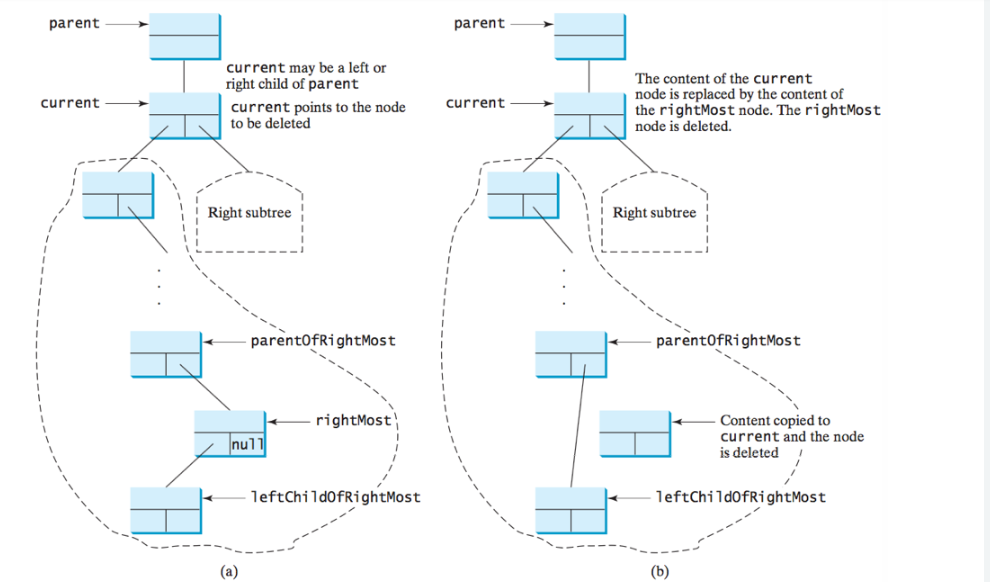 parent
current may be a left or
right child of parent
current
current points to the node
to be deleted
Right subtree
parentOfRightMost
rightMost
null
leftChildOfRightMost
(a)
parent
The content of the current
node is replaced by the content of
the rightMost node. The rightMost
node is deleted.
current
Right subtree
parentOfRightMost
Content copied to
current and the node
is deleted
leftChildOfRightMost
(b)